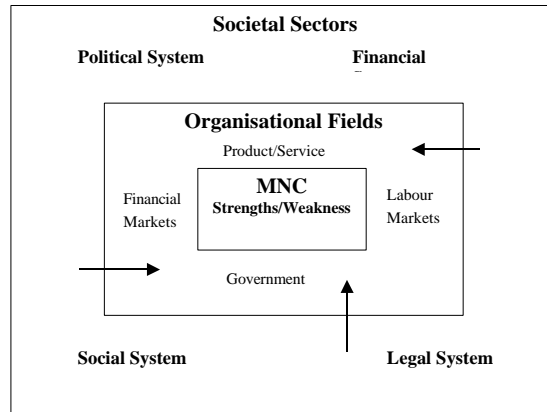 Societal Sectors
Political System Financial
Organisational Fields
Product/Service
MNC
Strengths/Weakness
Financial
Markets
Labour
Markets
Government
Social System Legal System